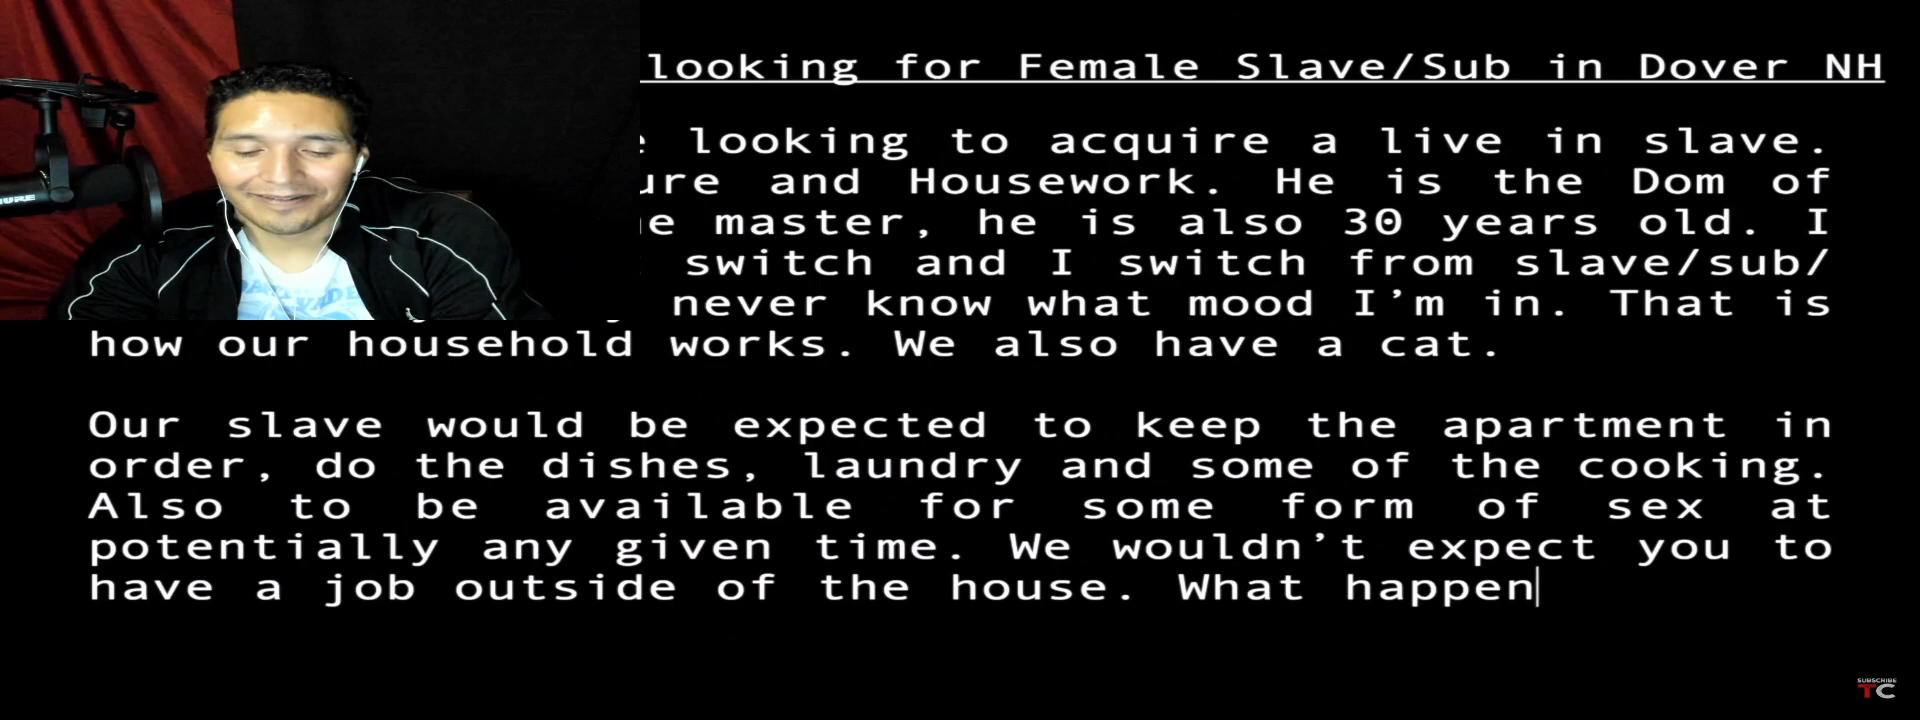 looking for Female Slave/Sub in Dover NH
looking to acquire a live in slave.
and Housework. He is the Dom of
master, he is also 30 years old. I
switch and I switch from slave/sub/
never know what mood I'm in. That is
how our household works. We also have a cat.
Our slave would be expected to keep the apartment in
order, do the dishes, laundry and some of the cooking.
Also to be available for some form of sex at
potentially any given time. We wouldn't expect you to
have a job outside of the house. What happen
SUBSCRIBE
TC